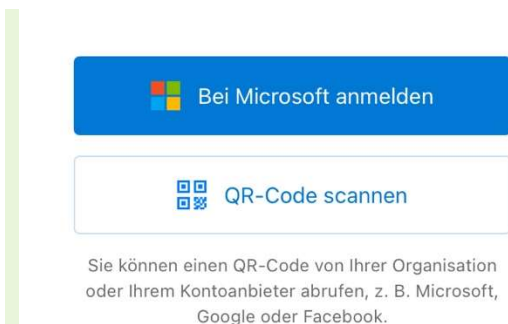 Bei Microsoft anmelden
QR-Code scannen
Sie können einen QR-Code von Ihrer Organisation
oder Ihrem Kontoanbieter abrufen, z. B. Microsoft,
Google oder Facebook.